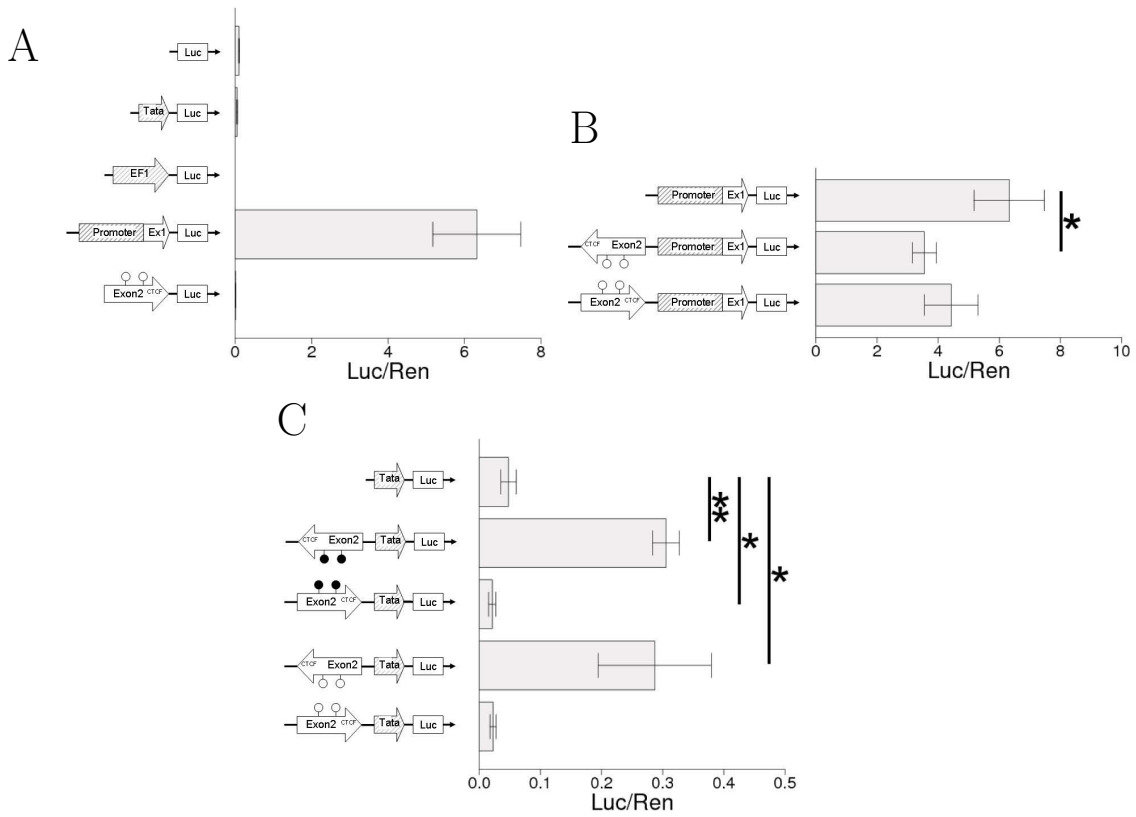 A
Luc
Tata Luc
EF1 Luc
Promoter Ex1 Luc
Exon2 CTCF Luc
0 2 4 6 8
Luc/Ren
B
Promoter Ex1 Luc
CTCF Exon2 Promoter Ex1 Luc
Exon2 CTCF Promoter Ex1 Luc
*
0 2 4 6 8 10
Luc/Ren
C
Tata Luc
CTCF Exon2 Tata Luc
Exon2 CTCF Tata Luc
CTCF Exon2 Tata Luc
Exon2 CTCF Tata Luc
**
*
*
0.0 0.1 0.2 0.3 0.4 0.5
Luc/Ren